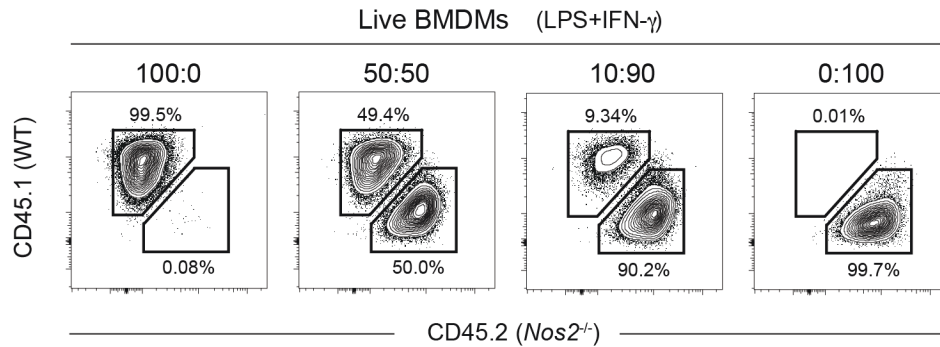 Live BMDMs (LPS+IFN-γ)
100:0 50:50 10:90 0:100
99.5% 49.4% 9.34% 0.01%
CD45.1 (WT)
0.08% 50.0% 90.2% 99.7%
CD45.2 (Nos2-/-)